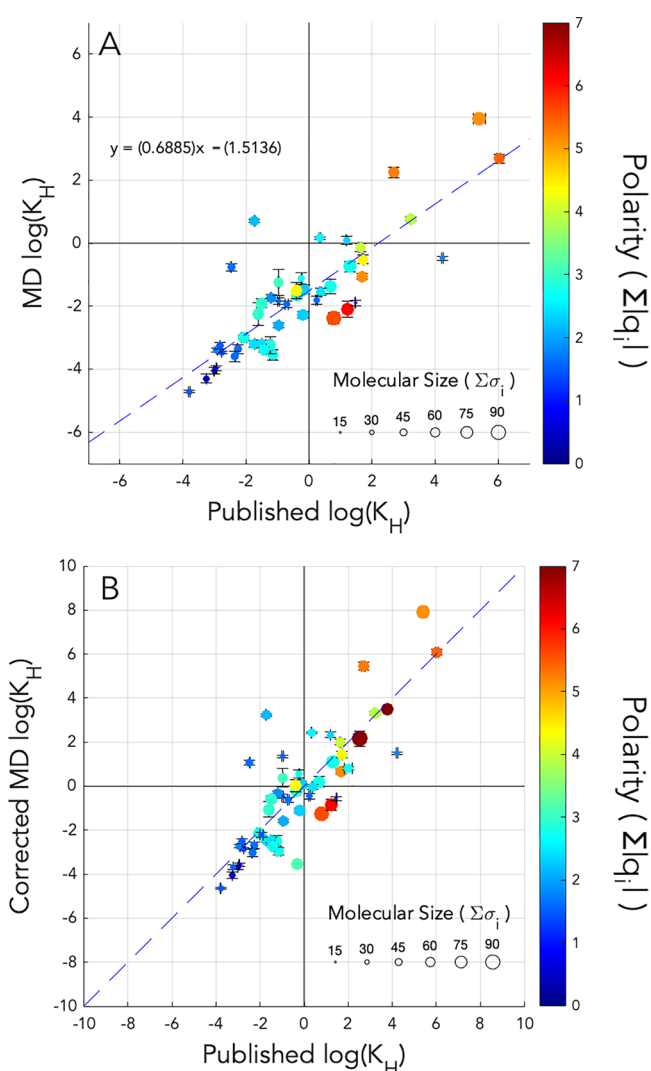 A
y = (0.6885)x − (1.5136)
MD log(K_H)
6
4
2
0
-2
-4
-6
-6 -4 -2 0 2 4 6
Published log(K_H)
Molecular Size ( Σσ_i )
15 30 45 60 75 90
7
6
5
4
3
2
1
0
Polarity ( Σ|q_i| )
B
Corrected MD log(K_H)
10
8
6
4
2
0
-2
-4
-6
-8
-10
-10 -8 -6 -4 -2 0 2 4 6 8 10
Published log(K_H)
Molecular Size ( Σσ_i )
15 30 45 60 75 90
7
6
5
4
3
2
1
0
Polarity ( Σ|q_i| )